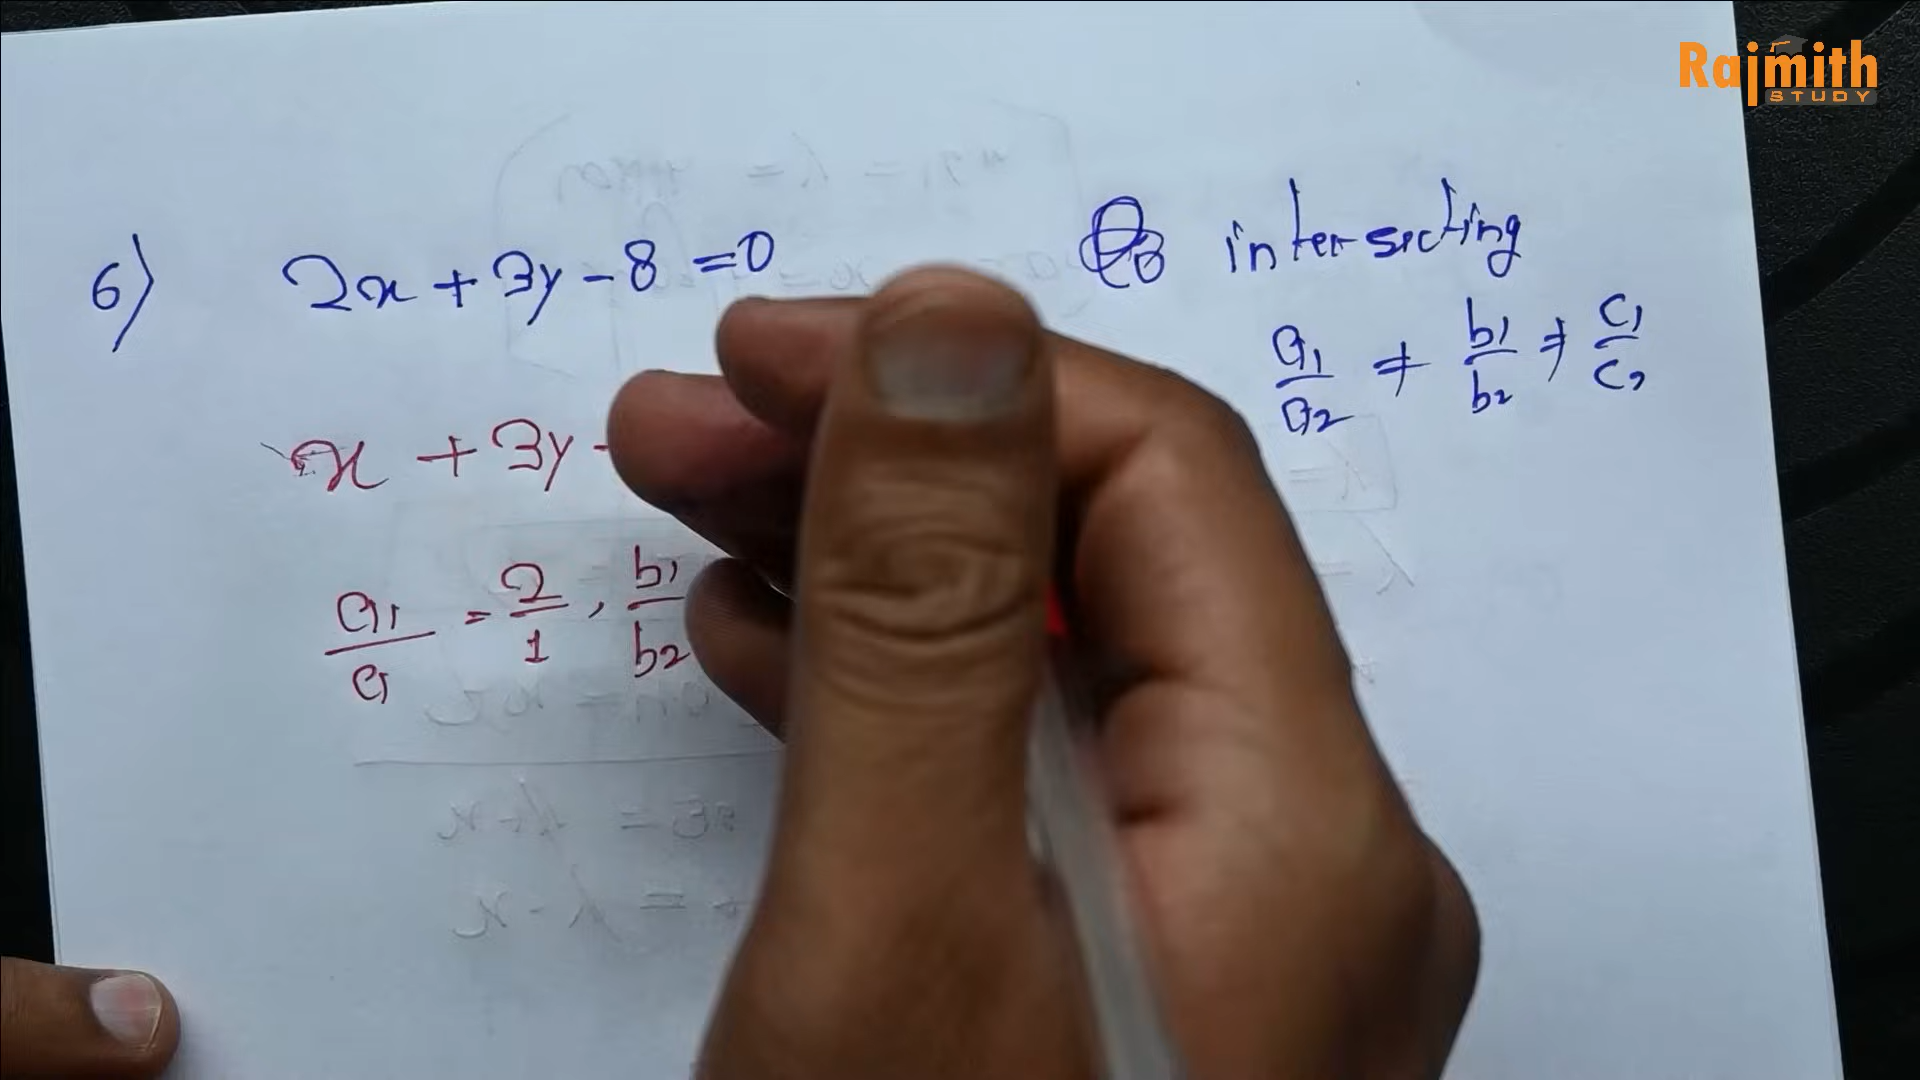 Rajmith
STUDY
6) 2x + 3y - 8 = 0
intersecting
a1/a2 ≠ b1/b2 ≠ c1/c2
x + 3y -
a1/a = 2/1 , b1/b2